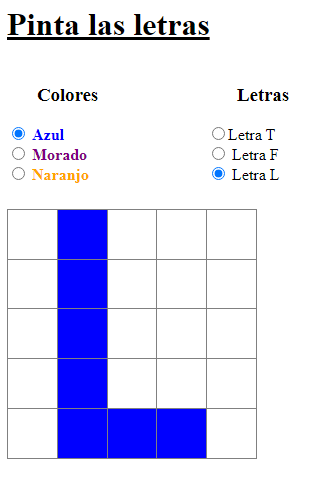 Pinta las letras
Colores
Letras
Azul
Morado
Naranjo
Letra T
Letra F
Letra L